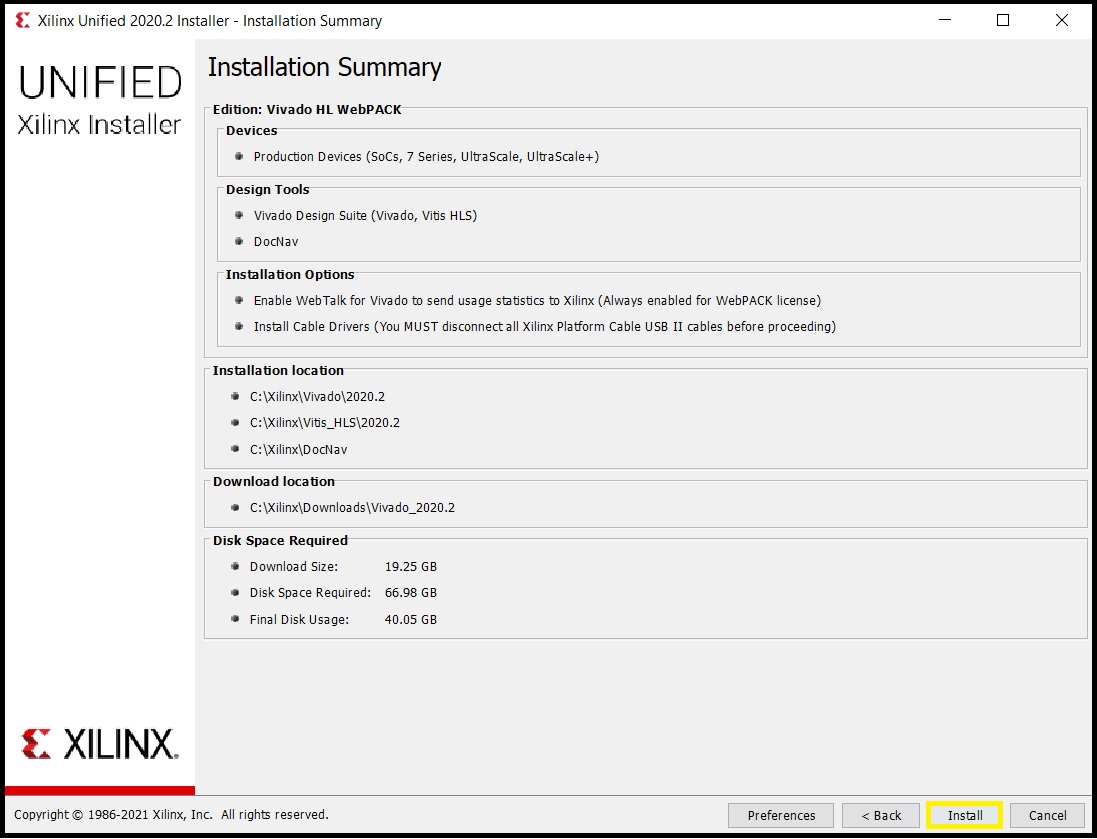 Xilinx Unified 2020.2 Installer - Installation Summary
UNIFIED
Xilinx Installer
Installation Summary
Edition: Vivado HL WebPACK
Devices
Production Devices (SoCs, 7 Series, UltraScale, UltraScale+)
Design Tools
Vivado Design Suite (Vivado, Vitis HLS)
DocNav
Installation Options
Enable WebTalk for Vivado to send usage statistics to Xilinx (Always enabled for WebPACK license)
Install Cable Drivers (You MUST disconnect all Xilinx Platform Cable USB II cables before proceeding)
Installation location
C:\Xilinx\Vivado\2020.2
C:\Xilinx\Vitis_HLS\2020.2
C:\Xilinx\DocNav
Download location
C:\Xilinx\Downloads\Vivado_2020.2
Disk Space Required
Download Size: 19.25 GB
Disk Space Required: 66.98 GB
Final Disk Usage: 40.05 GB
XILINX.
Copyright © 1986-2021 Xilinx, Inc. All rights reserved.
Preferences < Back Install Cancel